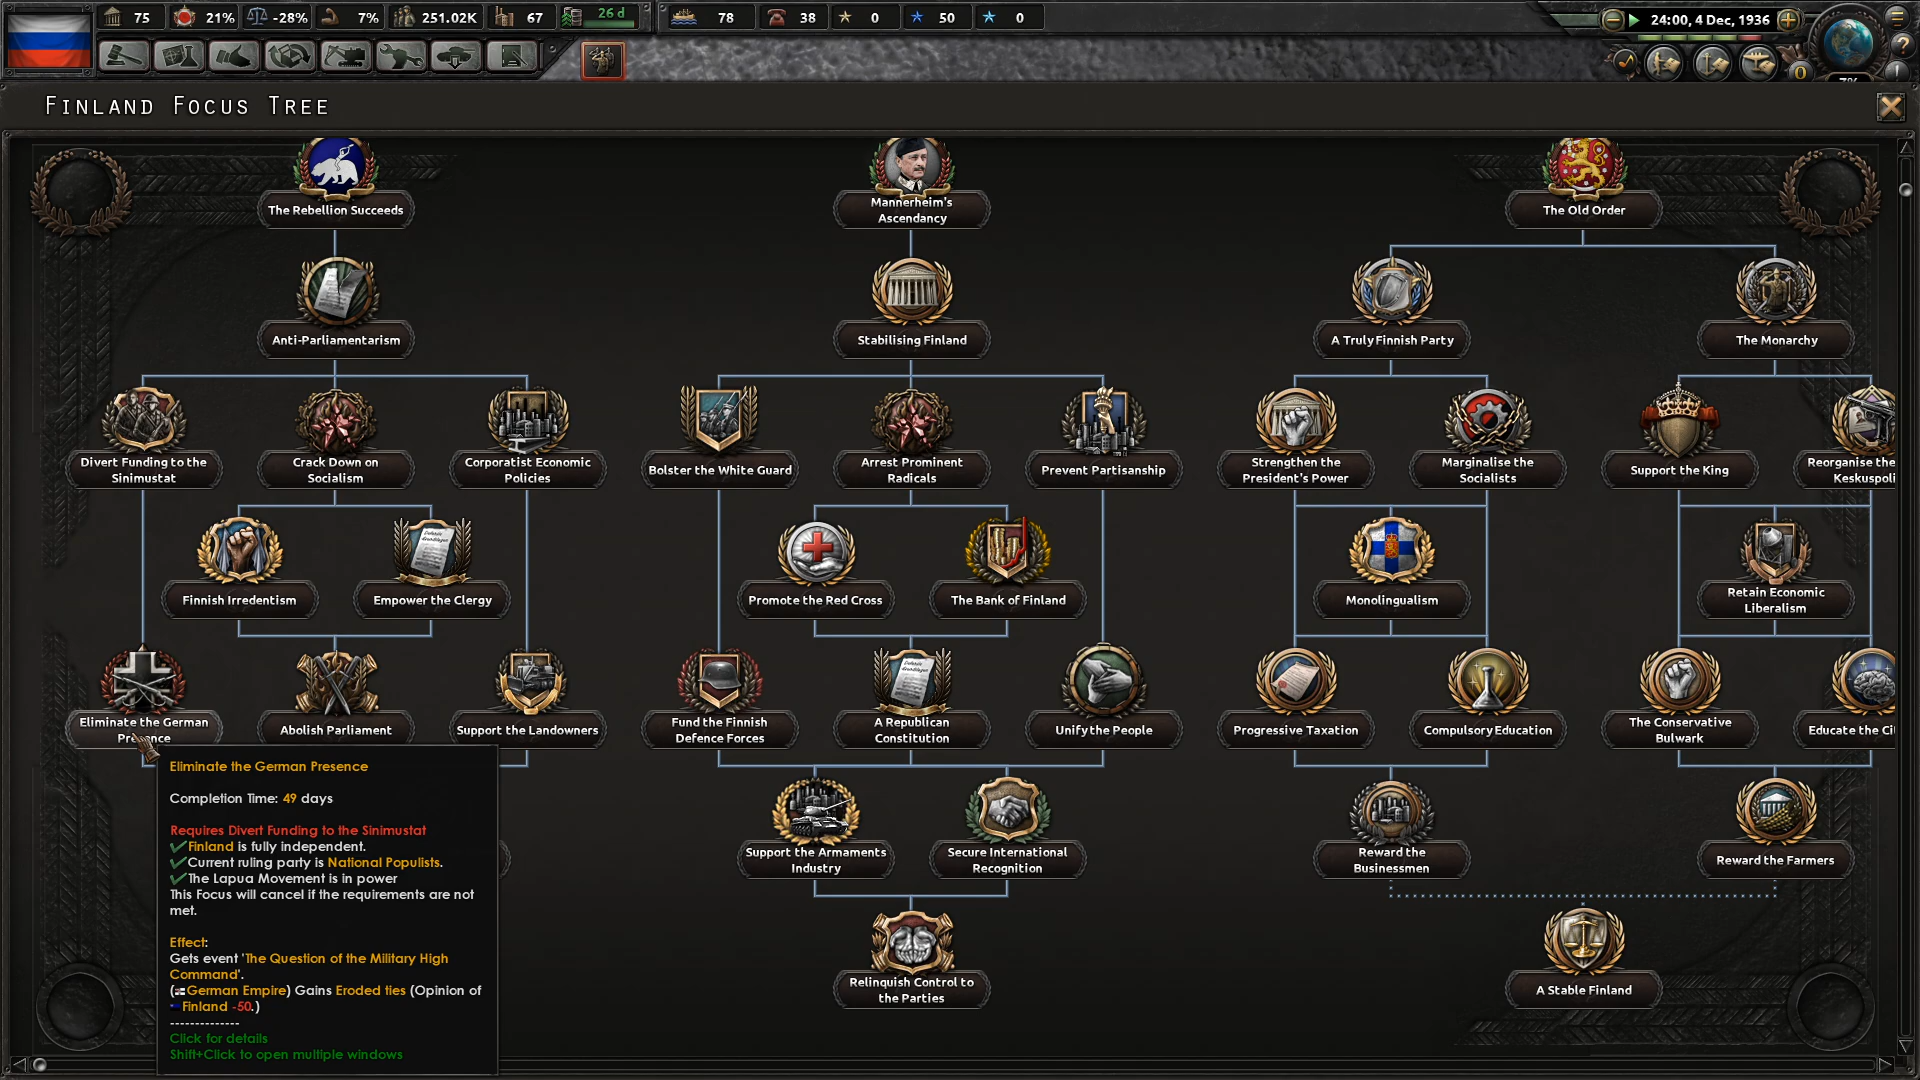 75
21%
-28%
7%
251.02K
67
26 d
78
38
0
50
0
24:00, 4 Dec, 1936
0
FINLAND FOCUS TREE
The Rebellion Succeeds
Mannerheim's
Ascendancy
The Old Order
Anti-Parliamentarism
Stabilising Finland
A Truly Finnish Party
The Monarchy
Divert Funding to the
Sinimustat
Crack Down on
Socialism
Corporatist Economic
Policies
Bolster the White Guard
Arrest Prominent
Radicals
Prevent Partisanship
Strengthen the
President's Power
Marginalise the
Socialists
Support the King
Reorganise the
Keskuspoli
Finnish Irredentism
Empower the Clergy
Promote the Red Cross
The Bank of Finland
Monolingualism
Retain Economic
Liberalism
Eliminate the German
Presence
Abolish Parliament
Support the Landowners
Fund the Finnish
Defence Forces
A Republican
Constitution
Unify the People
Progressive Taxation
Compulsory Education
The Conservative
Bulwark
Educate the Ci
Support the Armaments
Industry
Secure International
Recognition
Reward the
Businessmen
Reward the Farmers
Relinquish Control to
the Parties
A Stable Finland
Eliminate the German Presence
Completion Time: 49 days
Requires Divert Funding to the Sinimustat
Finland is fully independent.
Current ruling party is National Populists.
The Lapua Movement is in power
This Focus will cancel if the requirements are not
met.
Effect:
Gets event 'The Question of the Military High
Command'.
(German Empire) Gains Eroded ties (Opinion of
Finland -50.)
--------------
Click for details
Shift+Click to open multiple windows